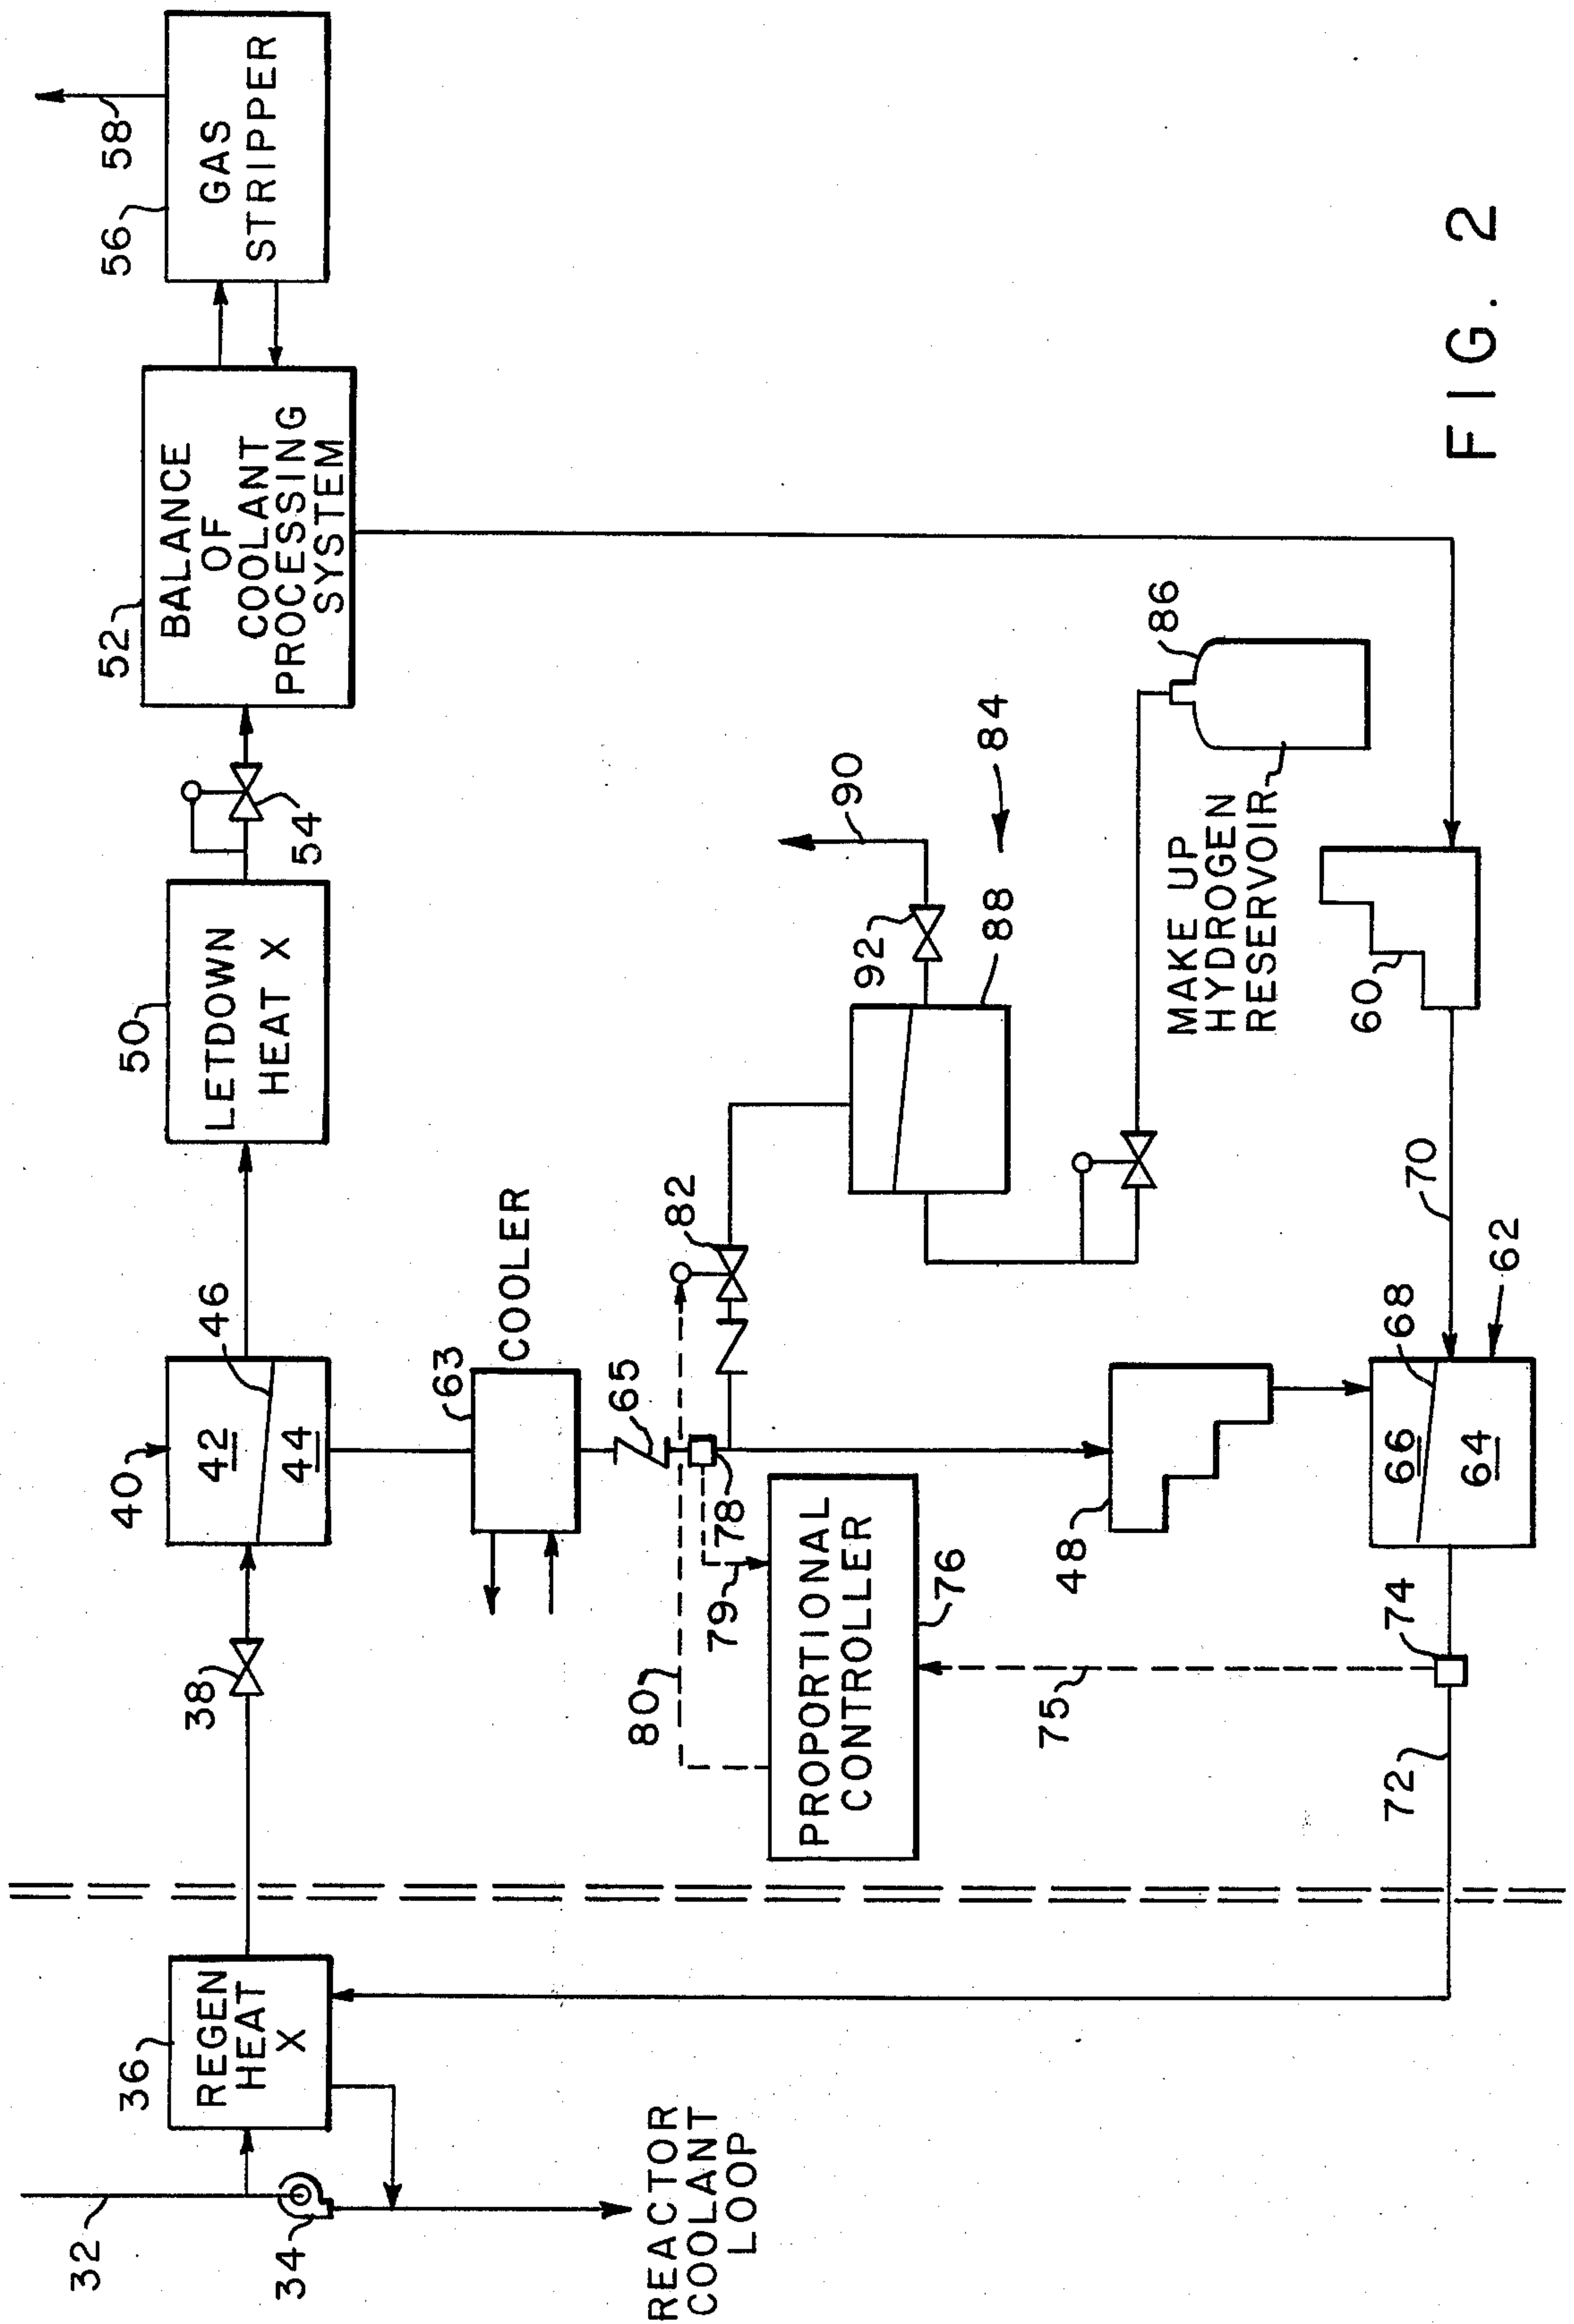 32
34
REACTOR
COOLANT
LOOP
36
REGEN
HEAT
X
38
40
42
44
46
50
LETDOWN
HEAT X
54
52
BALANCE
OF
COOLANT
PROCESSING
SYSTEM
56
GAS
STRIPPER
58
63
COOLER
65
78
79
80
82
PROPORTIONAL
CONTROLLER
76
75
92
90
88
84
86
MAKE UP
HYDROGEN
RESERVOIR
48
60
70
62
66
68
64
74
72
FIG. 2